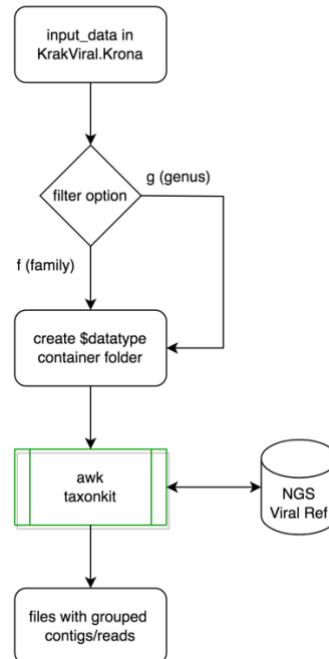 input_data in
KrakViral.Krona
filter option
g (genus)
f (family)
create $datatype
container folder
awk
taxonkit
NGS
Viral Ref
files with grouped
contigs/reads